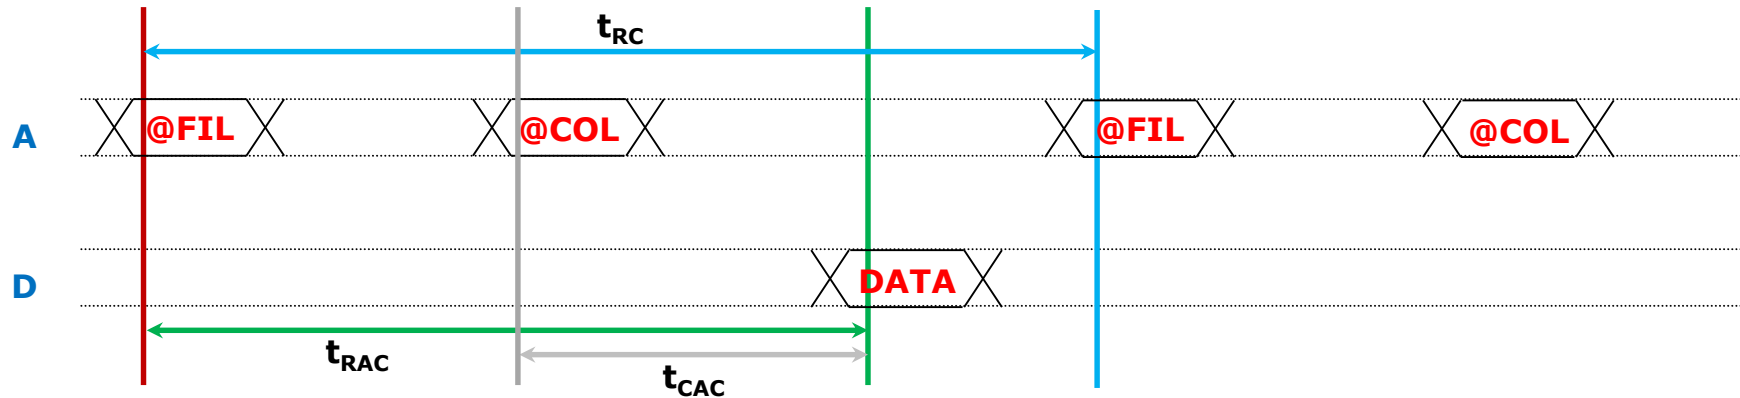 tRC
A @FIL @COL @FIL @COL
D DATA
tRAC
tCAC